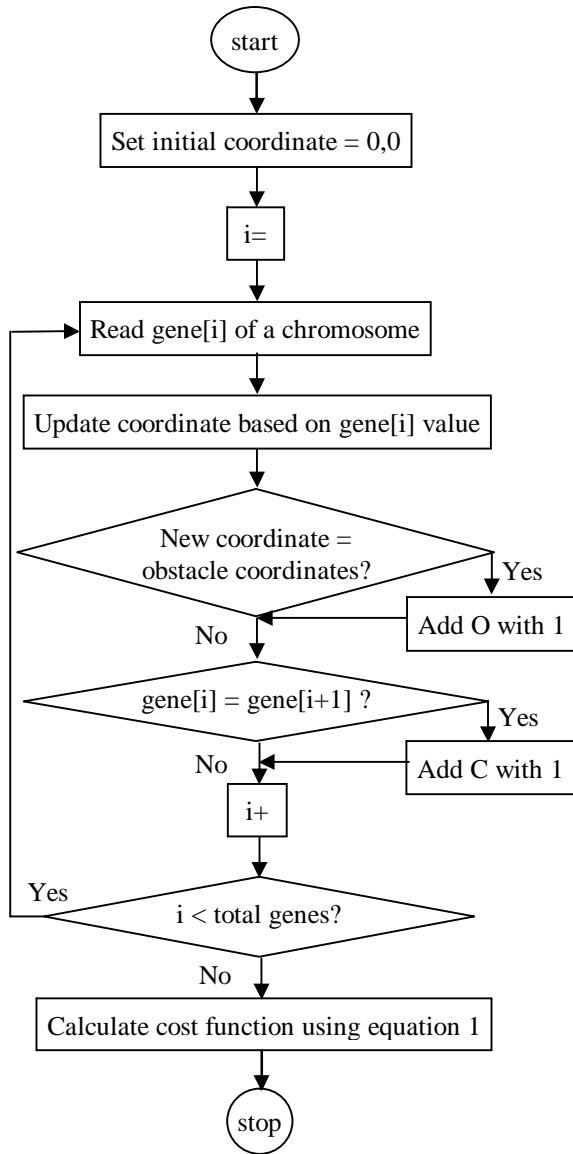 start
Set initial coordinate = 0,0
i=
Read gene[i] of a chromosome
Update coordinate based on gene[i] value
New coordinate =
obstacle coordinates?
Yes
Add O with 1
No
gene[i] = gene[i+1] ?
Yes
Add C with 1
No
i+
Yes
i < total genes?
No
Calculate cost function using equation 1
stop